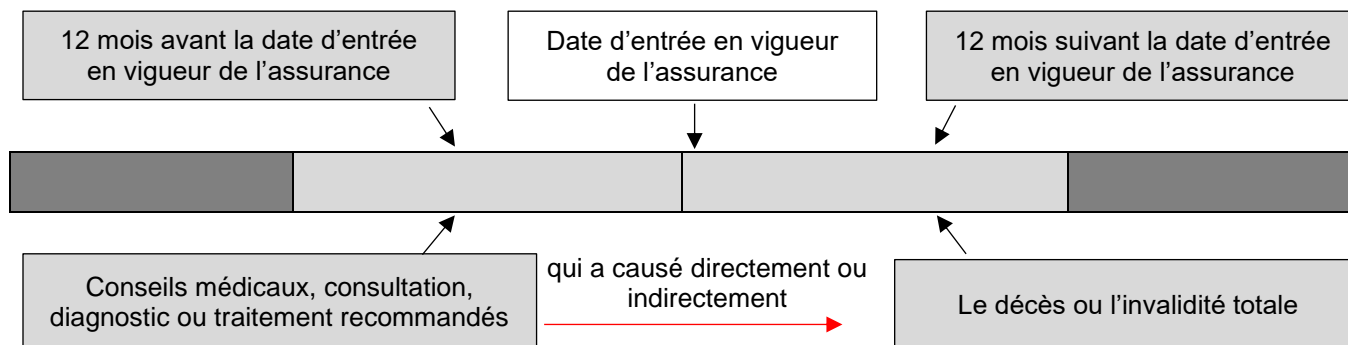 12 mois avant la date d’entrée
en vigueur de l’assurance
Date d’entrée en vigueur
de l’assurance
12 mois suivant la date d’entrée
en vigueur de l’assurance
Conseils médicaux, consultation,
diagnostic ou traitement recommandés
qui a causé directement ou
indirectement
Le décès ou l’invalidité totale